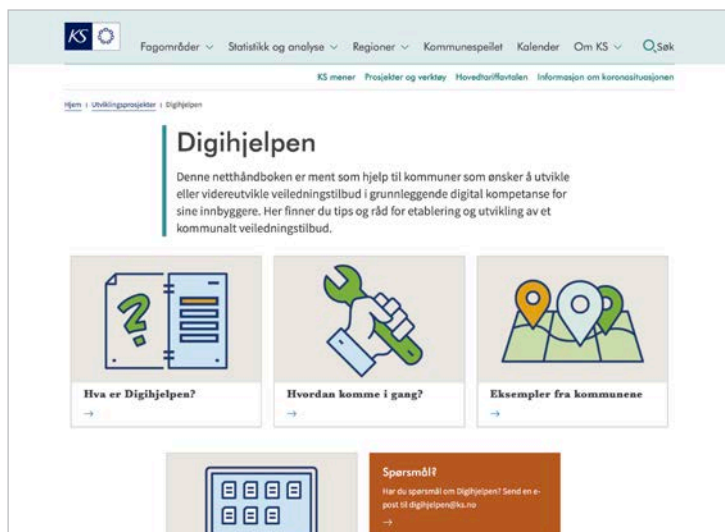 KS
Fagområder Statistikk og analyse Regioner Kommunespeilet Kalender Om KS Søk
KS mener Prosjekter og verktøy Hovedtariffavtalen Informasjon om koronasituasjonen
Hjem Utviklingsprosjekter Digihjelpen
Digihjelpen
Denne netthåndboken er ment som hjelp til kommuner som ønsker å utvikle
eller videreutvikle veiledningstilbud i grunnleggende digital kompetanse for
sine innbyggere. Her finner du tips og råd for etablering og utvikling av et
kommunalt veiledningstilbud.
?
Hva er Digihjelpen?
→
Hvordan komme i gang?
→
Eksempler fra kommunene
→
Spørsmål?
Har du spørsmål om Digihjelpen? Send en e-
post til digihjelpen@ks.no
→